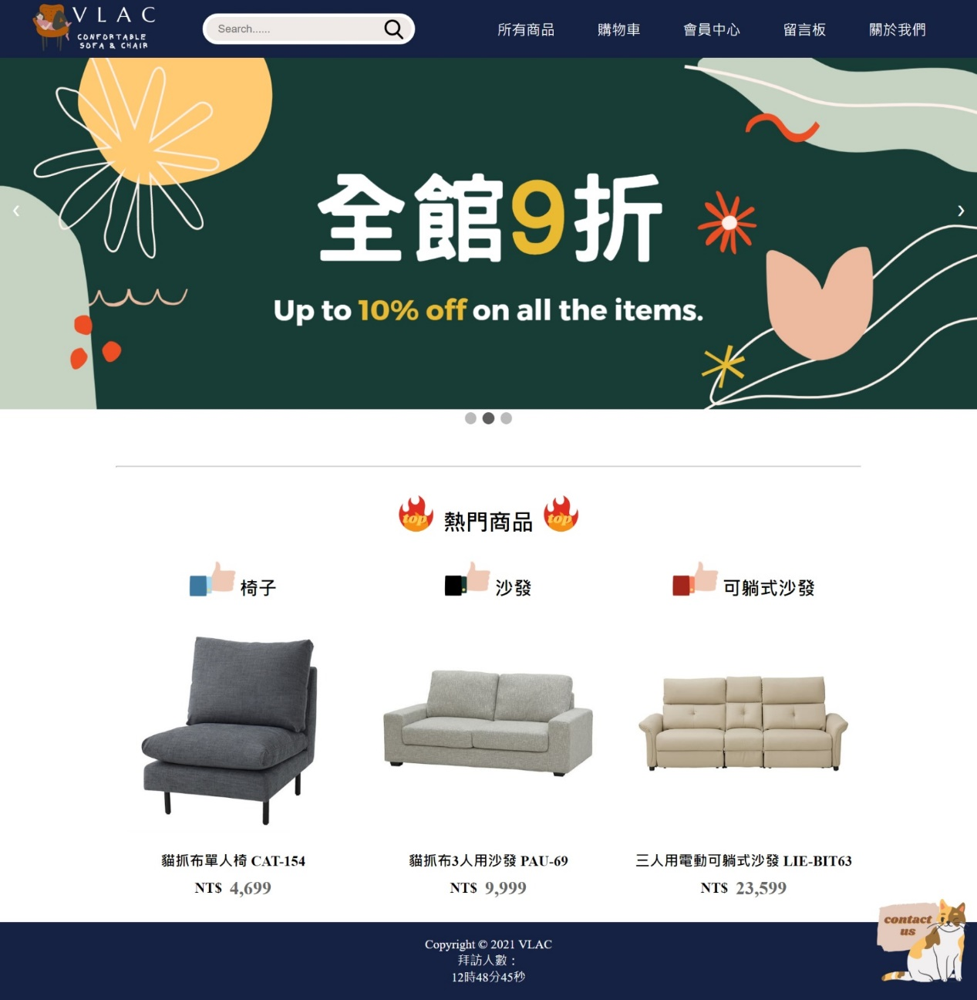 VLAC
CONFORTABLE
SOFA & CHAIR
Search......
所有商品
購物車
會員中心
留言板
關於我們
全館9折
Up to 10% off on all the items.
top 熱門商品 top
椅子
沙發
可躺式沙發
貓抓布單人椅 CAT-154
NT$ 4,699
貓抓布3人用沙發 PAU-69
NT$ 9,999
三人用電動可躺式沙發 LIE-BIT63
NT$ 23,599
contact
us
Copyright © 2021 VLAC
拜訪人數：
12時48分45秒